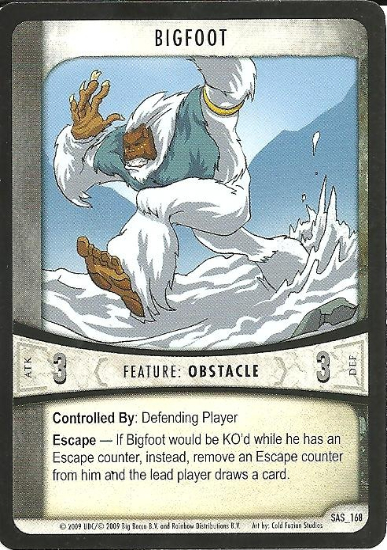 BIGFOOT
ATK 3 FEATURE: OBSTACLE 3 DEF
Controlled By: Defending Player
Escape — If Bigfoot would be KO'd while he has an
Escape counter, instead, remove an Escape counter
from him and the lead player draws a card.
SAS_168
© 2009 UDC/© 2009 Big Bocca B.V. and Rainbow Distributions B.V. Art by: Cold Fusion Studios